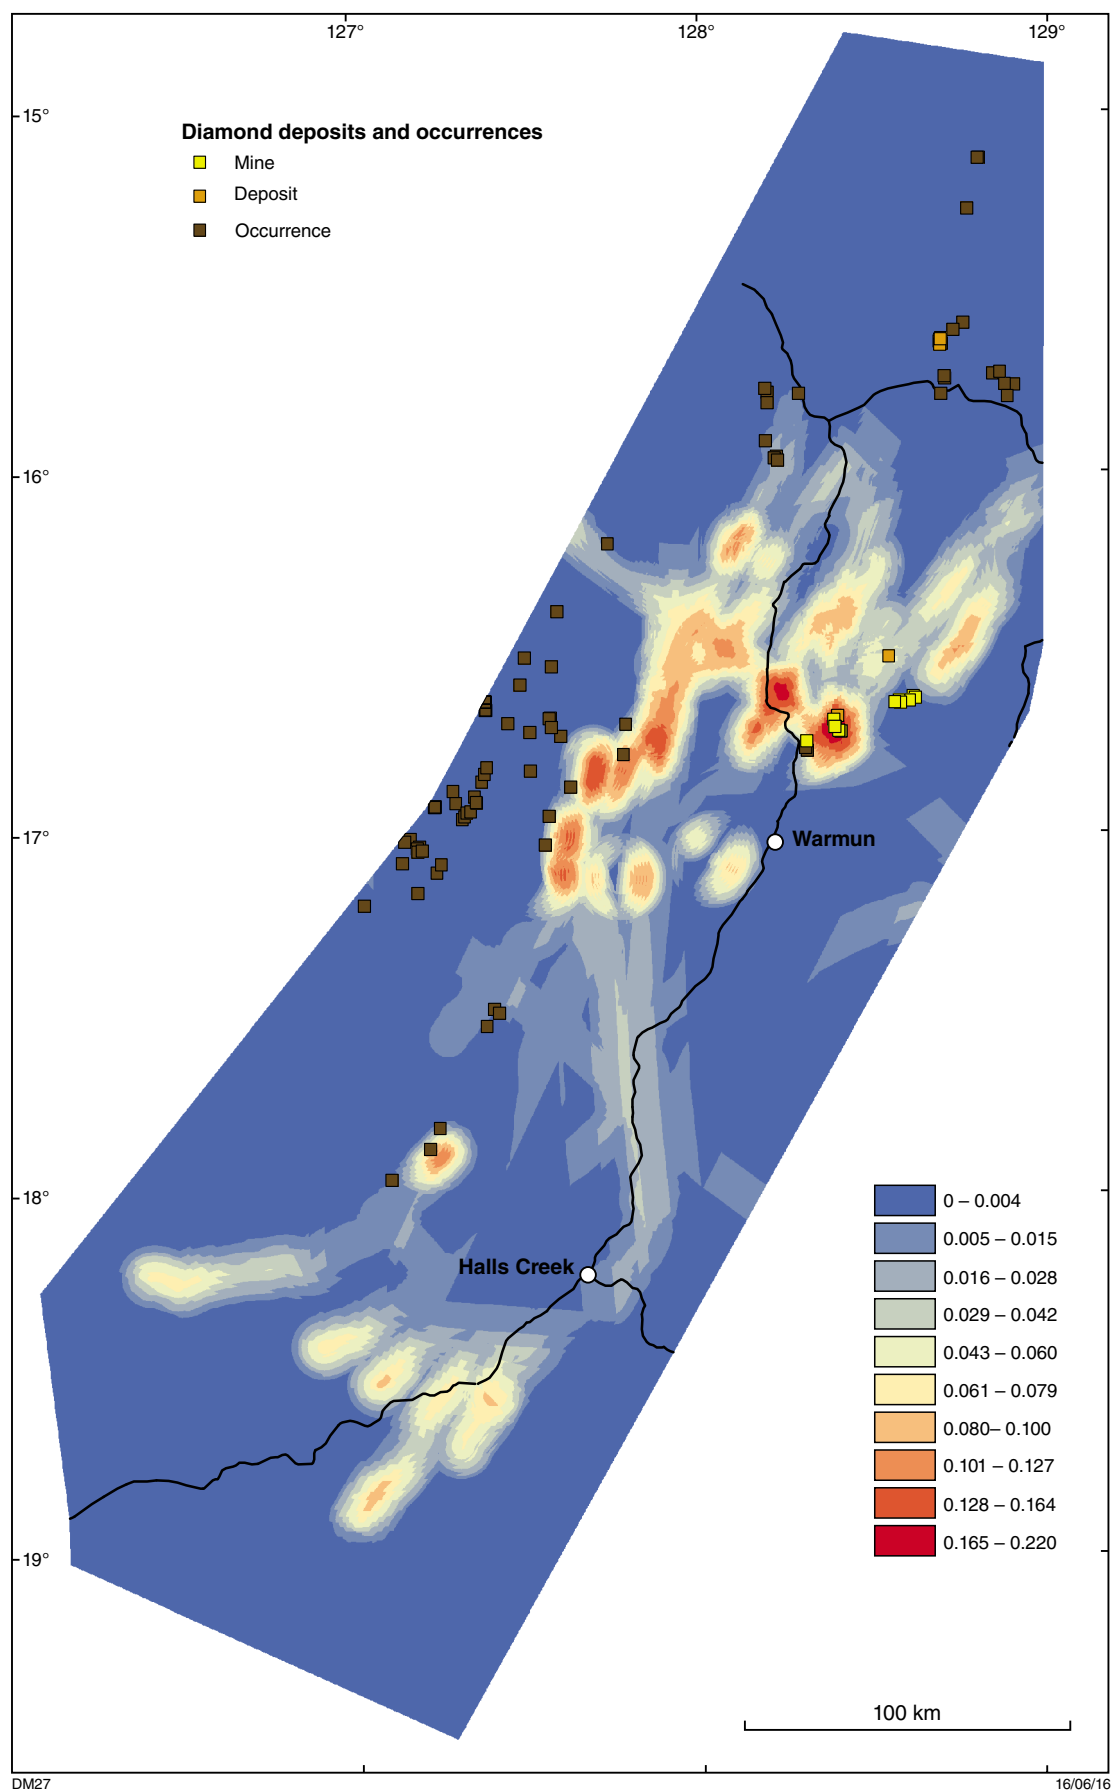 127°
128°
129°
15°
Diamond deposits and occurrences
Mine
Deposit
Occurrence
16°
17°
Warmun
18°
Halls Creek
0 – 0.004
0.005 – 0.015
0.016 – 0.028
0.029 – 0.042
0.043 – 0.060
0.061 – 0.079
0.080– 0.100
0.101 – 0.127
0.128 – 0.164
0.165 – 0.220
19°
100 km
DM27
16/06/16